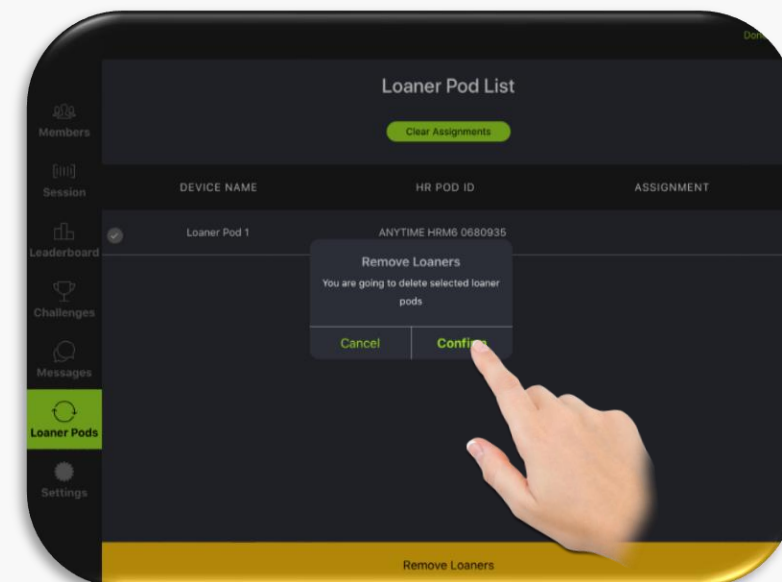 Done
Loaner Pod List
Clear Assignments
Members
Session
Leaderboard
Challenges
Messages
Loaner Pods
Settings
DEVICE NAME HR POD ID ASSIGNMENT
Loaner Pod 1 ANYTIME HRM6 0680935
Remove Loaners
You are going to delete selected loaner
pods
Cancel
Remove Loaners